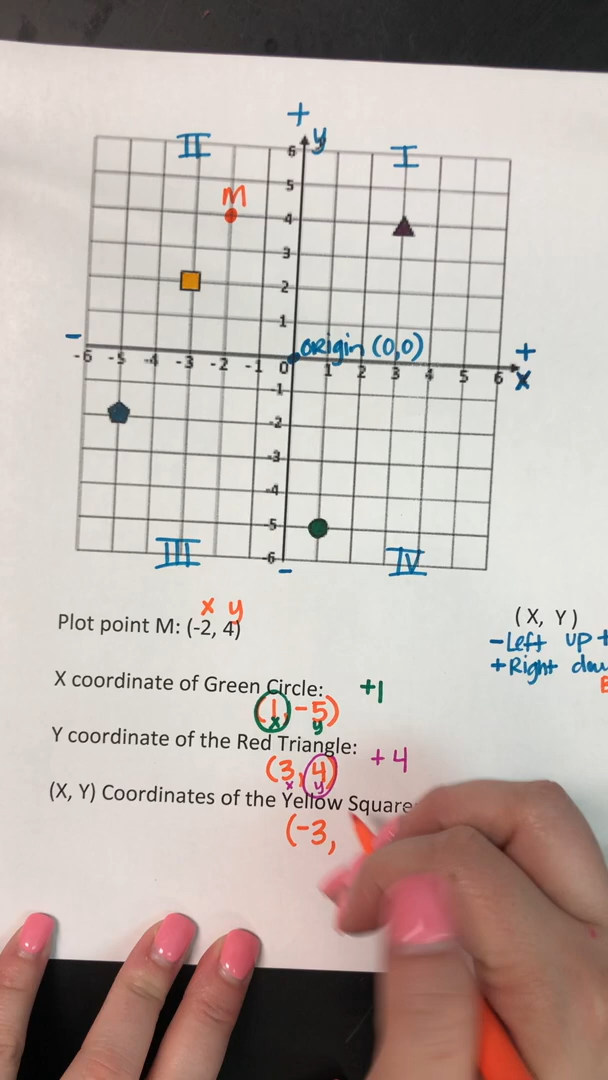 +
II y I
6
5
M
4
3
2
1
origin (0,0)
- +
-6 -5 -4 -3 -2 -1 0 1 2 3 4 5 6 X
-1
-2
-3
-4
-5
-6
III - IV
x y
Plot point M: (-2, 4)
(X, Y)
-Left up +
+Right
X coordinate of Green Circle: +1
(1,-5)
x y
Y coordinate of the Red Triangle: +4
(3,4)
x y
(X, Y) Coordinates of the Yellow Square
(-3,